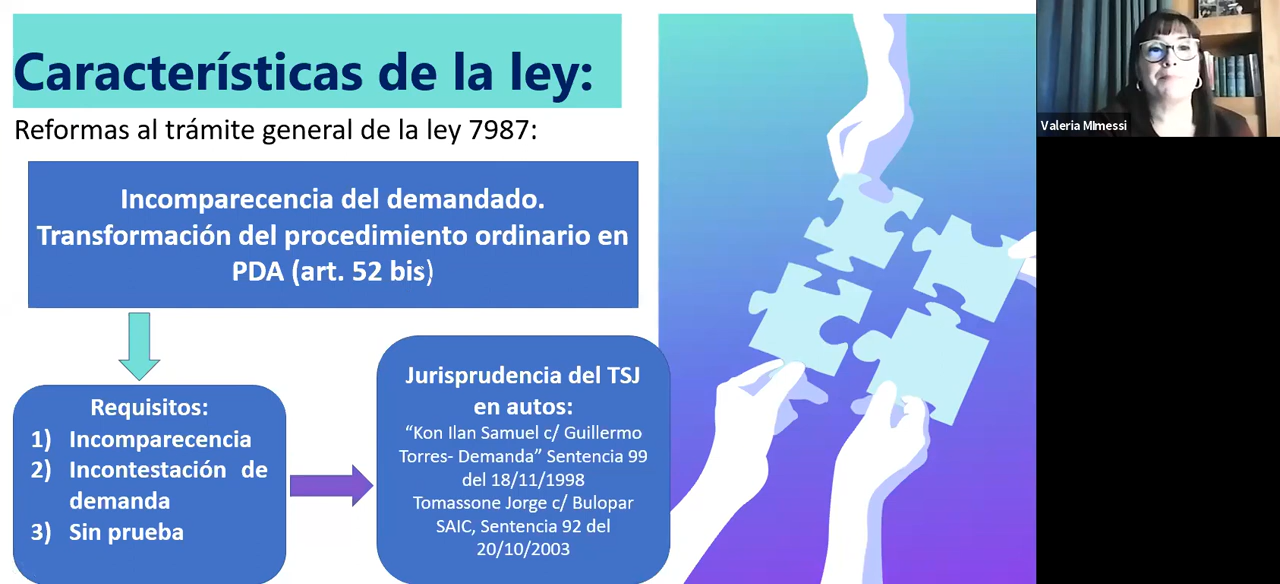 Características de la ley:
Reformas al trámite general de la ley 7987:
Incomparecencia del demandado.
Transformación del procedimiento ordinario en
PDA (art. 52 bis)
Requisitos:
1) Incomparecencia
2) Incontestación de
demanda
3) Sin prueba
Jurisprudencia del TSJ
en autos:
“Kon Ilan Samuel c/ Guillermo
Torres- Demanda” Sentencia 99
del 18/11/1998
Tomassone Jorge c/ Bulopar
SAIC, Sentencia 92 del
20/10/2003
Valeria MImessi